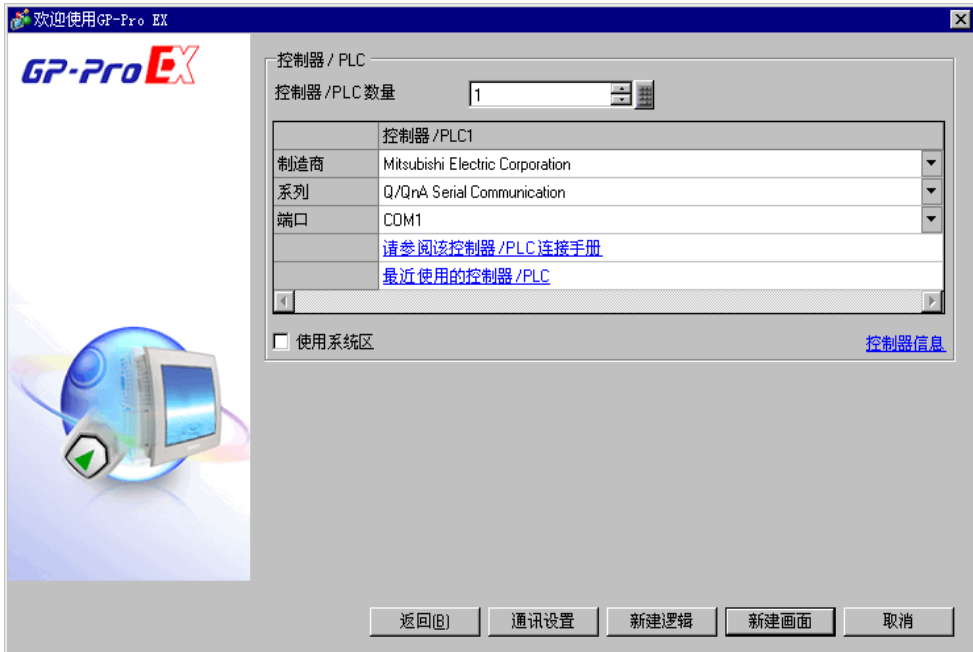 欢迎使用GP-Pro EX
GP-Pro EX
控制器/ PLC
控制器/PLC数量 1
控制器/PLC1
制造商 Mitsubishi Electric Corporation
系列 Q/QnA Serial Communication
端口 COM1
请参阅该控制器/PLC连接手册
最近使用的控制器/PLC
使用系统区 控制器信息
返回(B) 通讯设置 新建逻辑 新建画面 取消